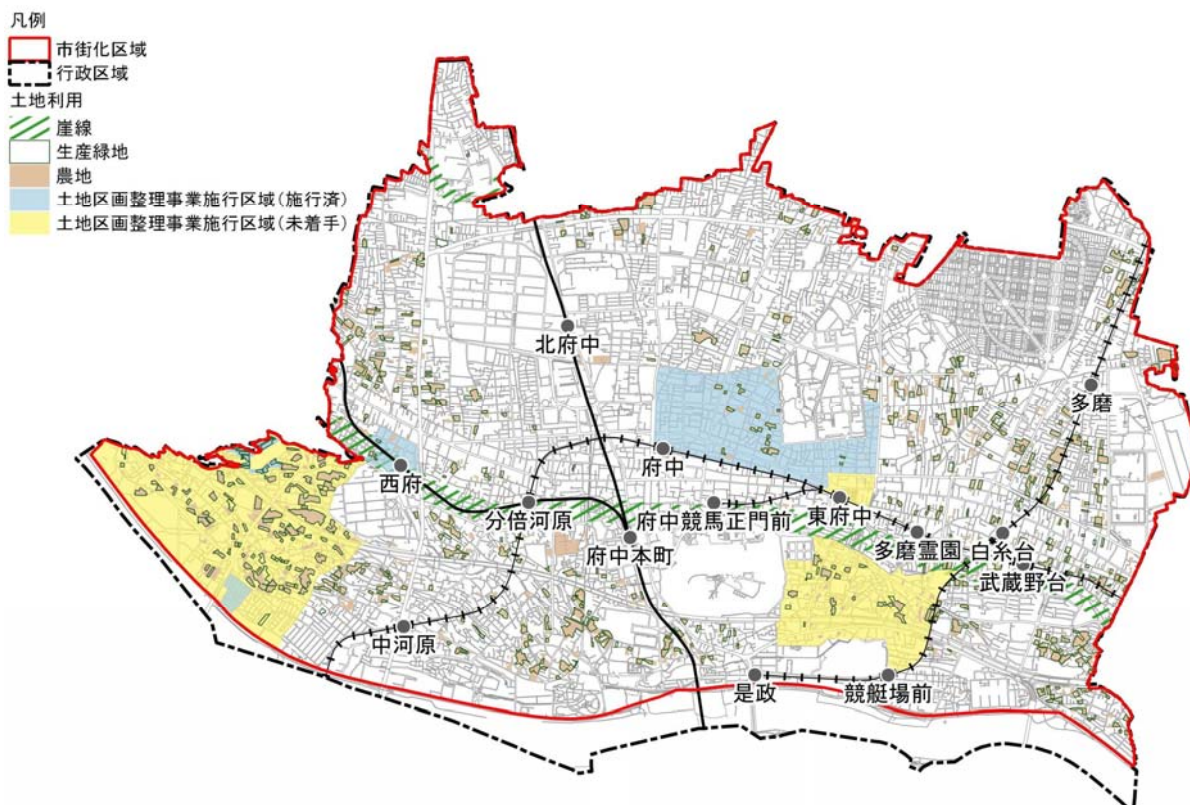 凡例
市街化区域
行政区域
土地利用
崖線
生産緑地
農地
土地区画整理事業施行区域(施行済)
土地区画整理事業施行区域(未着手)
北府中
多磨
府中
西府
分倍河原
府中競馬正門前
東府中
府中本町
多磨霊園
白糸台
武蔵野台
中河原
是政
競艇場前